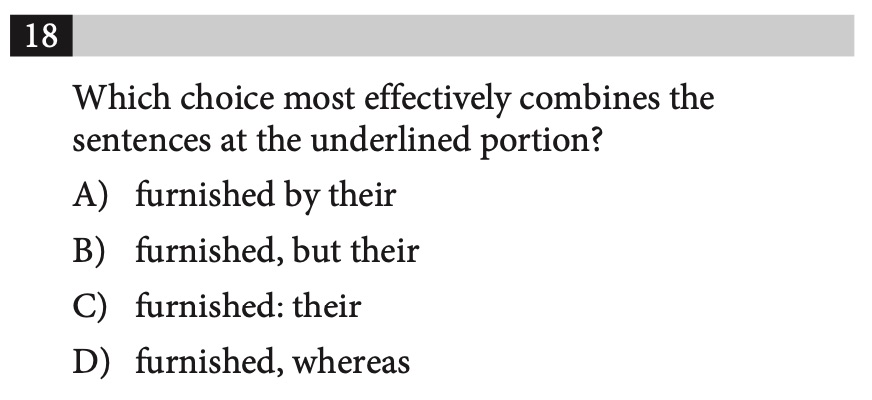 18
Which choice most effectively combines the
sentences at the underlined portion?
A) furnished by their
B) furnished, but their
C) furnished: their
D) furnished, whereas